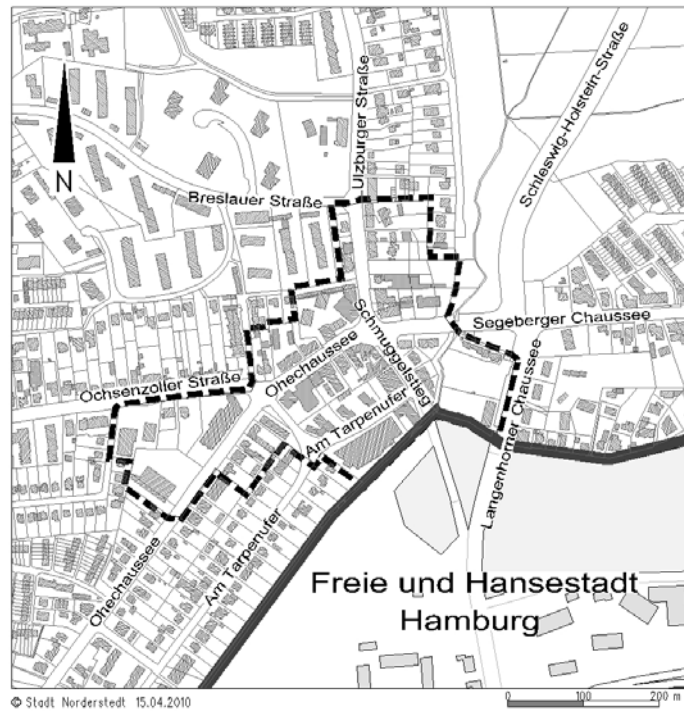 Ulzburger Straße
Schleswig-Holstein-Straße
N
Breslauer Straße
Segeberger Chaussee
Schmuggelstieg
Ohechaussee
Ochsenzoller Straße
Langenhorner Chaussee
Am Tarpenufer
Ohechaussee
Am Tarpenufer
Freie und Hansestadt
Hamburg
© Stadt Norderstedt 15.04.2010
0 100 200 m